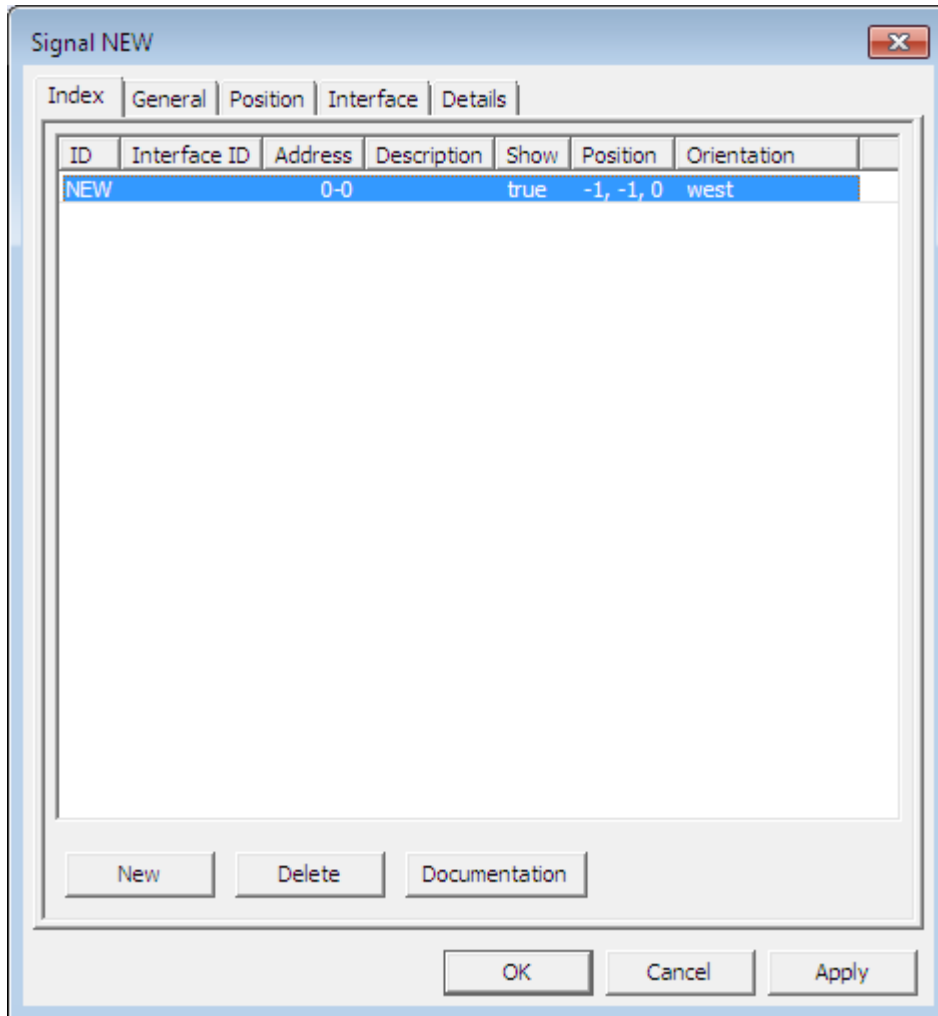 Signal NEW
Index General Position Interface Details
ID Interface ID Address Description Show Position Orientation
NEW 0-0 true -1, -1, 0 west
New Delete Documentation
OK Cancel Apply